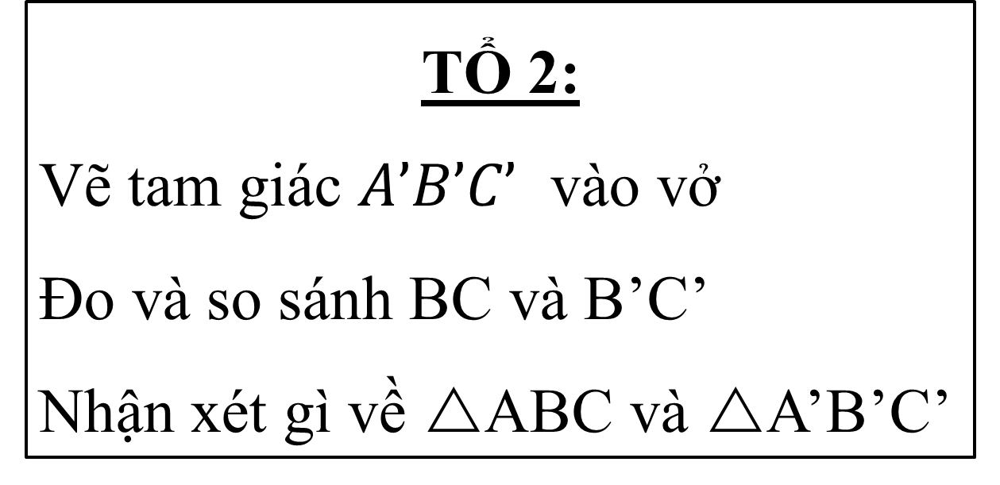 TỔ 2:
Vẽ tam giác A’B’C’ vào vở
Đo và so sánh BC và B’C’
Nhận xét gì về △ABC và △A’B’C’